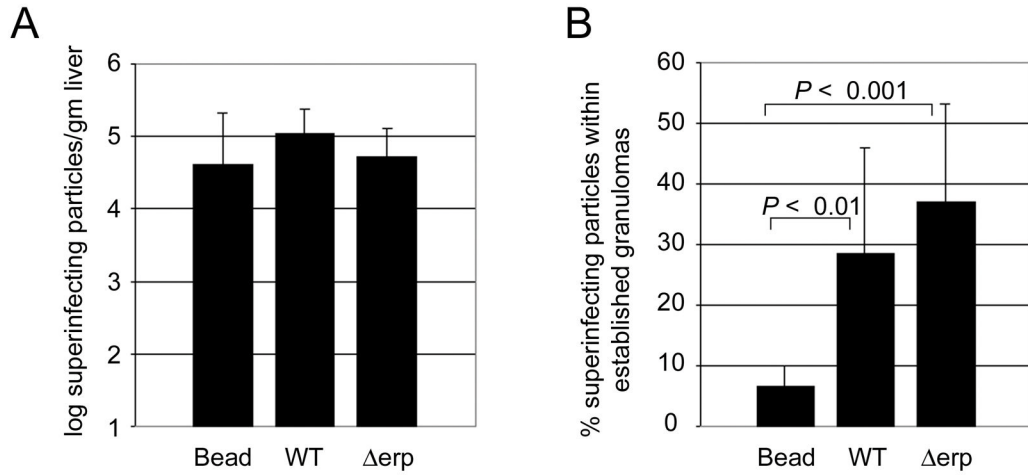 A
log superinfecting particles/gm liver
6
5
4
3
2
1
Bead WT Δerp
B
% superinfecting particles within
established granulomas
60
50
40
30
20
10
0
P < 0.001
P < 0.01
Bead WT Δerp